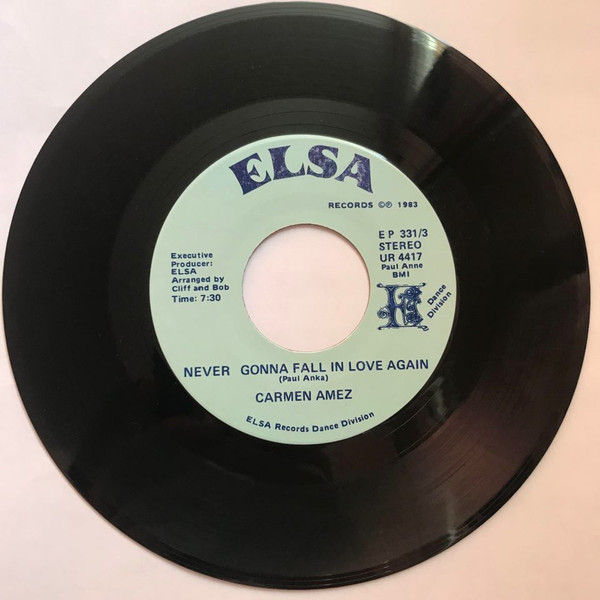 ELSA
RECORDS ©℗ 1983
EP 331/3
STEREO
UR 4417
Paul Anne
BMI
Executive
Producer:
ELSA
Arranged by
Cliff and Bob
Time: 7:30
Dance
Division
NEVER GONNA FALL IN LOVE AGAIN
(Paul Anka)
CARMEN AMEZ
ELSA Records Dance Division